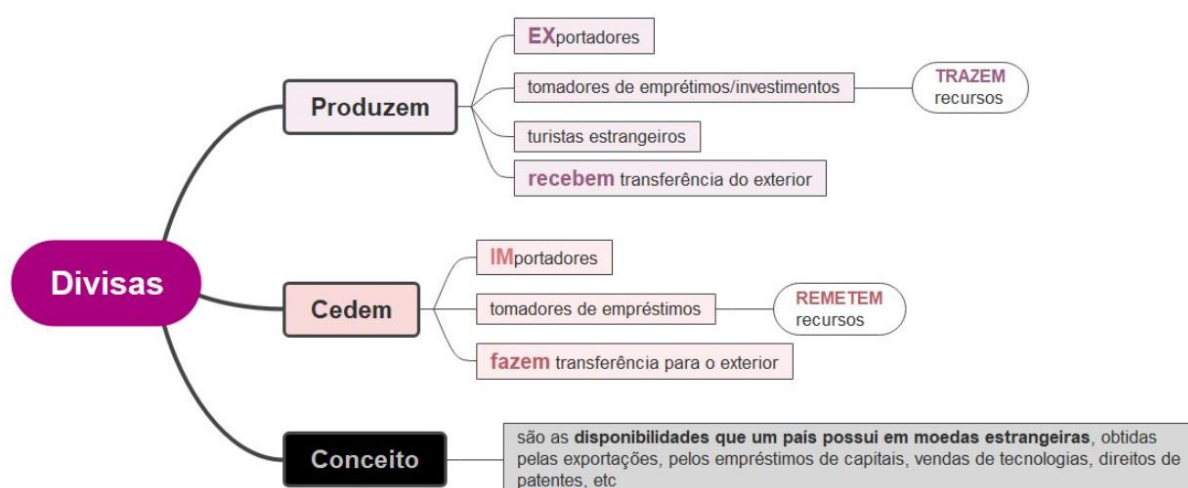 Divisas
Produzem
EXportadores
tomadores de emprétimos/investimentos
TRAZEM
recursos
turistas estrangeiros
recebem transferência do exterior
Cedem
IMportadores
tomadores de empréstimos
REMETEM
recursos
fazem transferência para o exterior
Conceito
são as disponibilidades que um país possui em moedas estrangeiras, obtidas
pelas exportações, pelos empréstimos de capitais, vendas de tecnologias, direitos de
patentes, etc